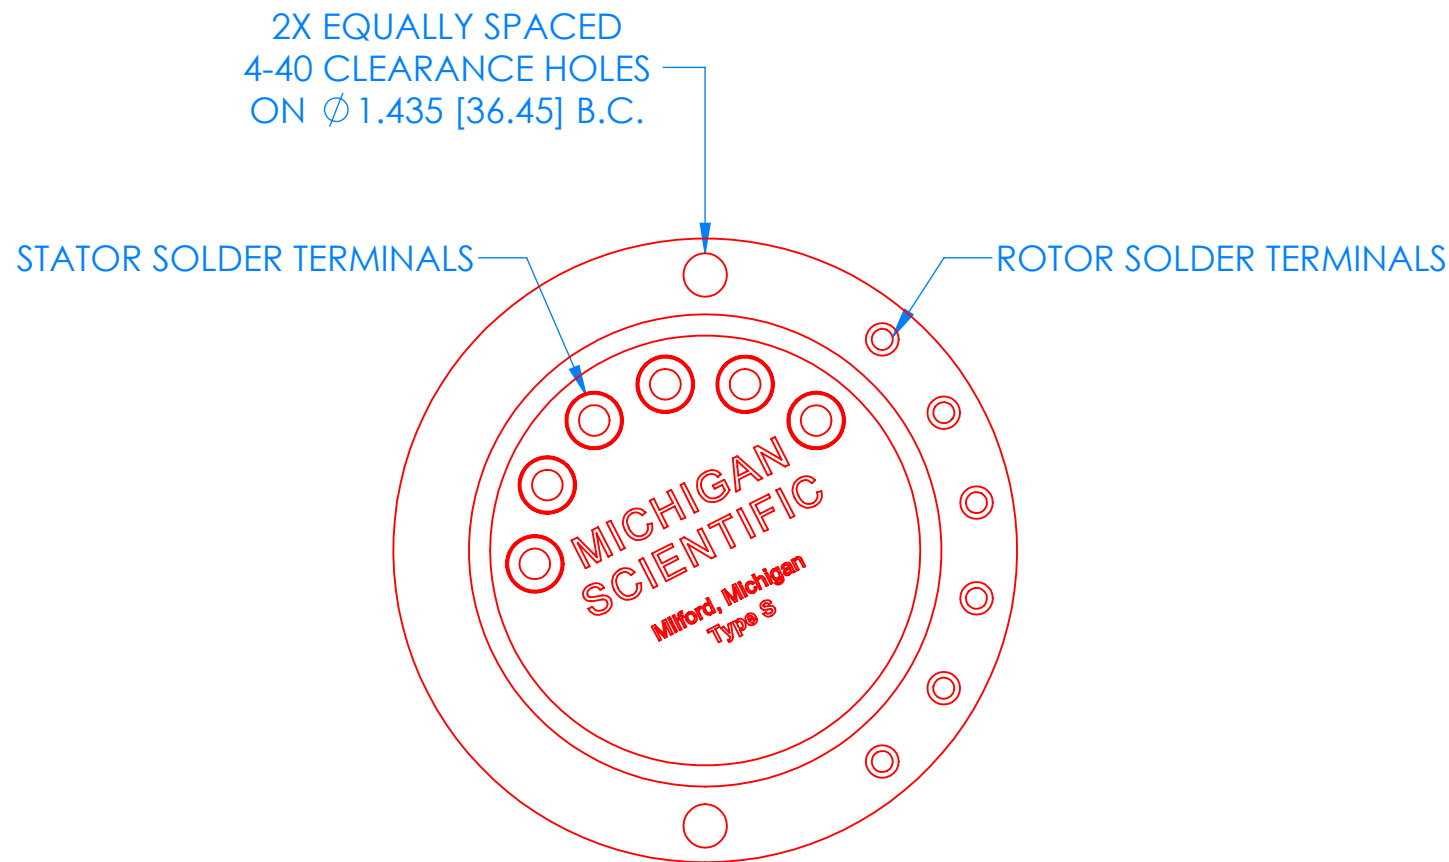 2X EQUALLY SPACED
4-40 CLEARANCE HOLES
ON ∅1.435 [36.45] B.C.
STATOR SOLDER TERMINALS
ROTOR SOLDER TERMINALS
MICHIGAN
SCIENTIFIC
Milford, Michigan
Type S